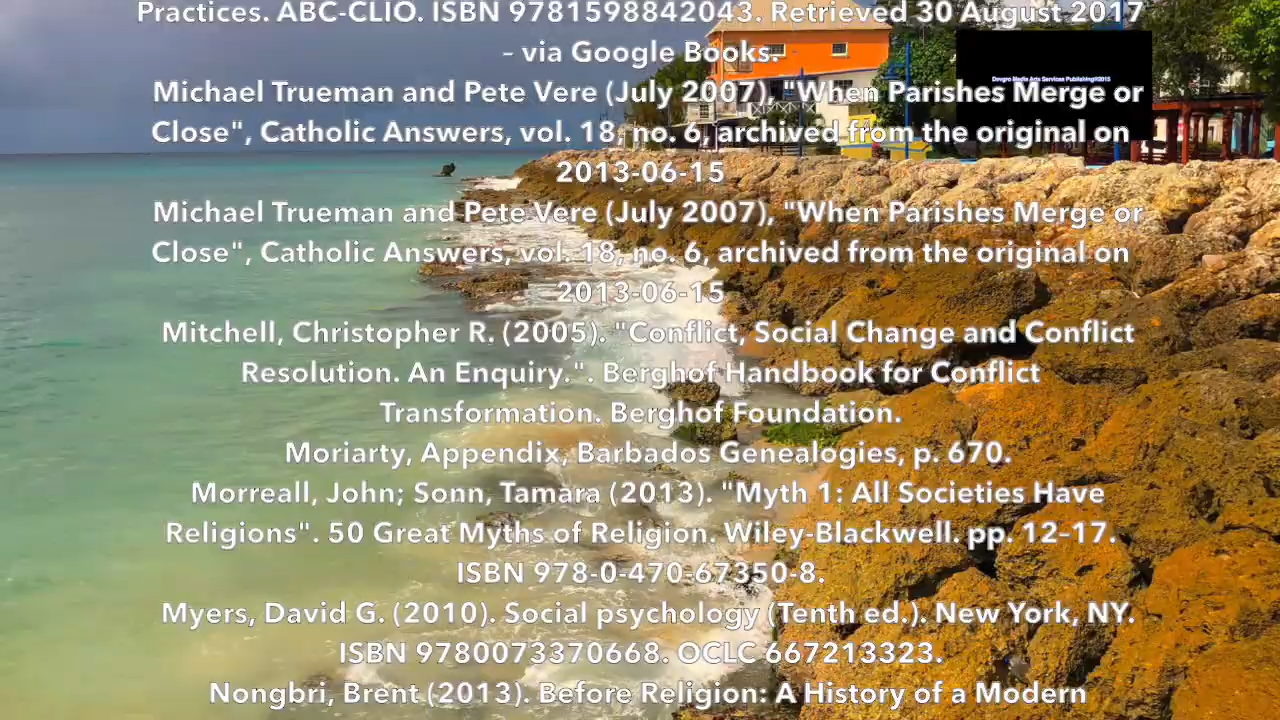 Practices. ABC-CLIO. ISBN 9781598842043. Retrieved 30 August 2017
– via Google Books.
Dovgro Media Arts Services Publishing®2015
Michael Trueman and Pete Vere (July 2007), "When Parishes Merge or
Close", Catholic Answers, vol. 18, no. 6, archived from the original on
2013-06-15
Michael Trueman and Pete Vere (July 2007), "When Parishes Merge or
Close", Catholic Answers, vol. 18, no. 6, archived from the original on
2013-06-15
Mitchell, Christopher R. (2005). "Conflict, Social Change and Conflict
Resolution. An Enquiry.". Berghof Handbook for Conflict
Transformation. Berghof Foundation.
Moriarty, Appendix, Barbados Genealogies, p. 670.
Morreall, John; Sonn, Tamara (2013). "Myth 1: All Societies Have
Religions". 50 Great Myths of Religion. Wiley-Blackwell. pp. 12–17.
ISBN 978-0-470-67350-8.
Myers, David G. (2010). Social psychology (Tenth ed.). New York, NY.
ISBN 9780073370668. OCLC 667213323.
Nongbri, Brent (2013). Before Religion: A History of a Modern